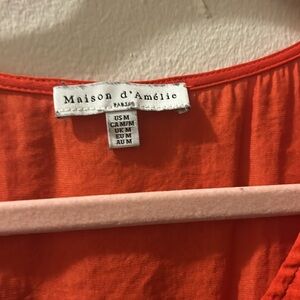 Maison d'Amélie
PARIS
US M
CA M/M
UK M
EU M
AU M